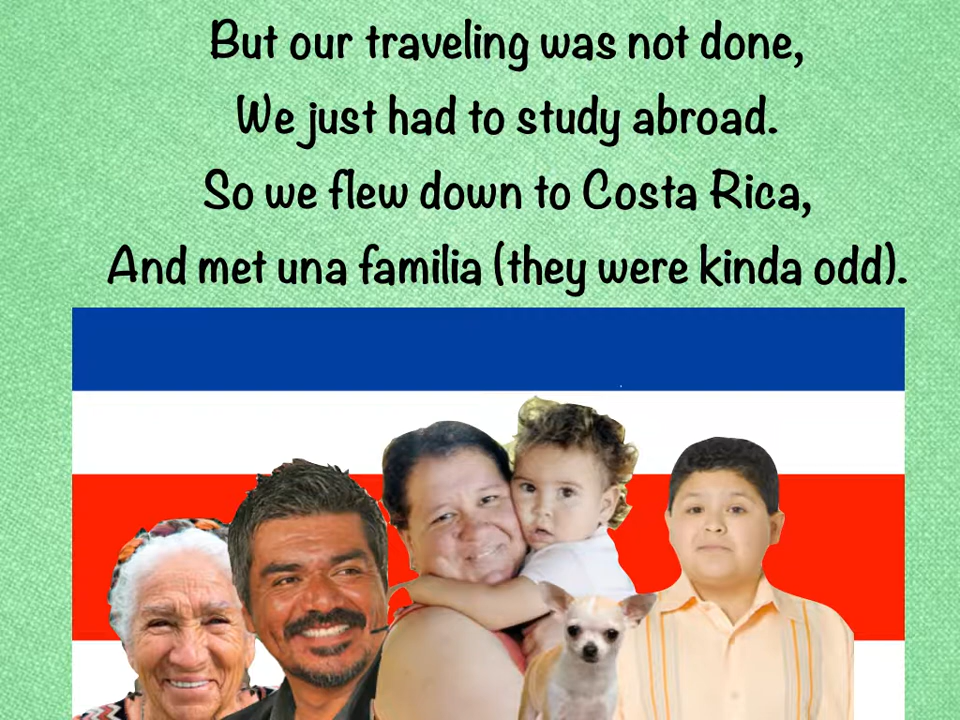 But our traveling was not done,
We just had to study abroad.
So we flew down to Costa Rica,
And met una familia (they were kinda odd).